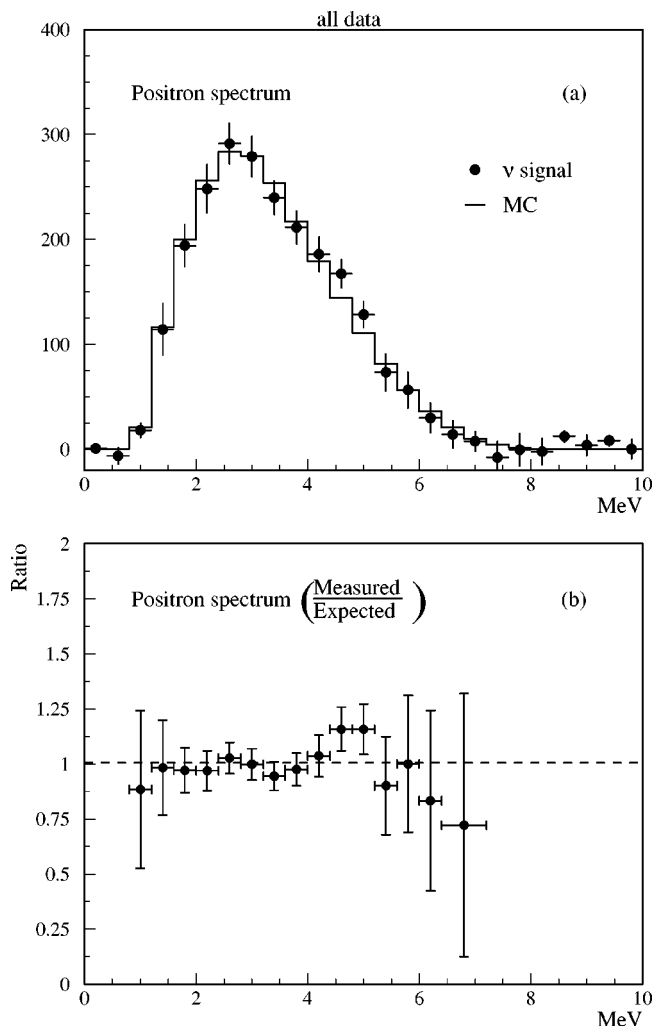 all data
400
300
200
100
0
Positron spectrum
(a)
ν signal
MC
0 2 4 6 8 10
MeV
Ratio
2
1.75
1.5
1.25
1
0.75
0.5
0.25
0
Positron spectrum (Measured
Expected)
(b)
0 2 4 6 8 10
MeV